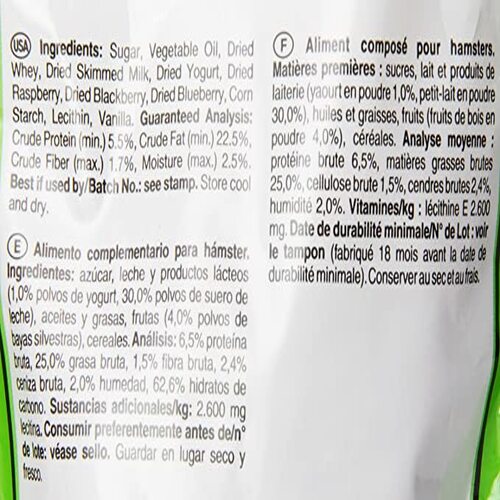 USA Ingredients: Sugar, Vegetable Oil, Dried
Whey, Dried Skimmed Milk, Dried Yogurt, Dried
Raspberry, Dried Blackberry, Dried Blueberry, Corn
Starch, Lecithin, Vanilla. Guaranteed Analysis:
Crude Protein (min.) 5.5%, Crude Fat (min.) 22.5%,
Crude Fiber (max.) 1.7%, Moisture (max.) 2.5%.
Best if used by/Batch No.: see stamp. Store cool
and dry.
E Alimento complementario para hámster.
Ingredientes: azúcar, leche y productos lácteos
(1,0% polvos de yogurt, 30,0% polvos de suero de
leche), aceites y grasas, frutas (4,0% polvos de
bayas silvestras), cereales. Análisis: 6,5% proteína
bruta, 25,0% grasa bruta, 1,5% fibra bruta, 2,4%
ceniza bruta, 2,0% humedad, 62,6% hidratos de
carbono. Sustancias adicionales/kg: 2.600 mg
lecitina. Consumir preferentemente antes de/n°
de lote: véase sello. Guardar en lugar seco y
fresco.
F Aliment composé pour hamsters.
Matières premières : sucres, lait et produits de
laiterie (yaourt en poudre 1,0%, petit-lait en poudre
30,0%), huiles et graisses, fruits (fruits de bois en
poudre 4,0%), céréales. Analyse moyenne :
protéine brute 6,5%, matières grasses brutes
25,0%, cellulose brute 1,5%, cendres brutes 2,4%,
humidité 2,0%. Vitamines/kg : lécithine E 2.600
mg. Date de durabilité minimale/N° de Lot : voir
le tampon (fabriqué 18 mois avant la date de
durabilité minimale). Conserver au sec et au frais.